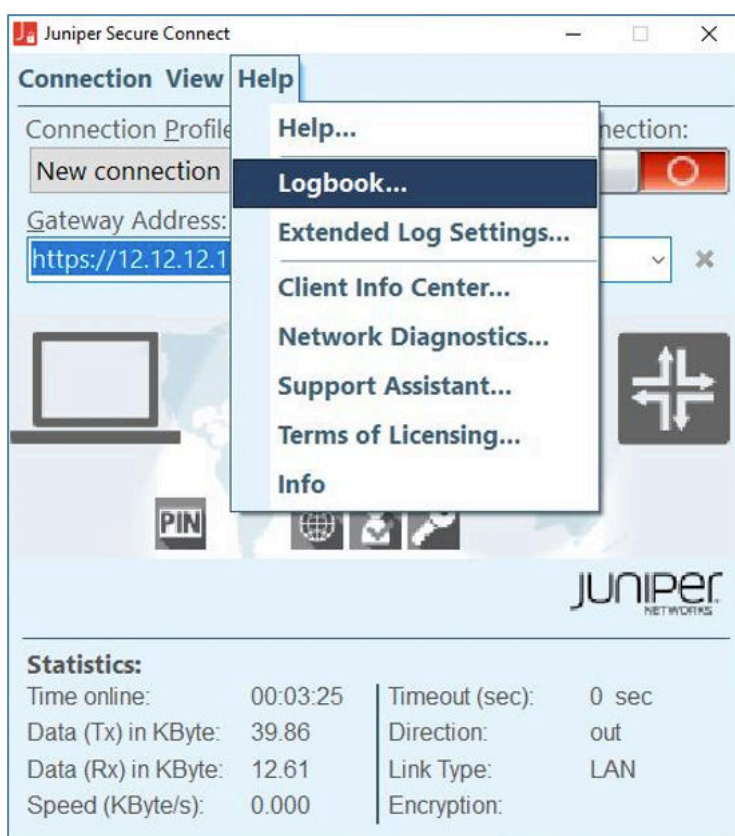 Juniper Secure Connect
Connection View Help
Connection Profile
nection:
New connection
Gateway Address:
https://12.12.12.1
Help...
Logbook...
Extended Log Settings...
Client Info Center...
Network Diagnostics...
Support Assistant...
Terms of Licensing...
Info
PIN
JUNIPER
NETWORKS
Statistics:
Time online: 00:03:25 Timeout (sec): 0 sec
Data (Tx) in KByte: 39.86 Direction: out
Data (Rx) in KByte: 12.61 Link Type: LAN
Speed (KByte/s): 0.000 Encryption: